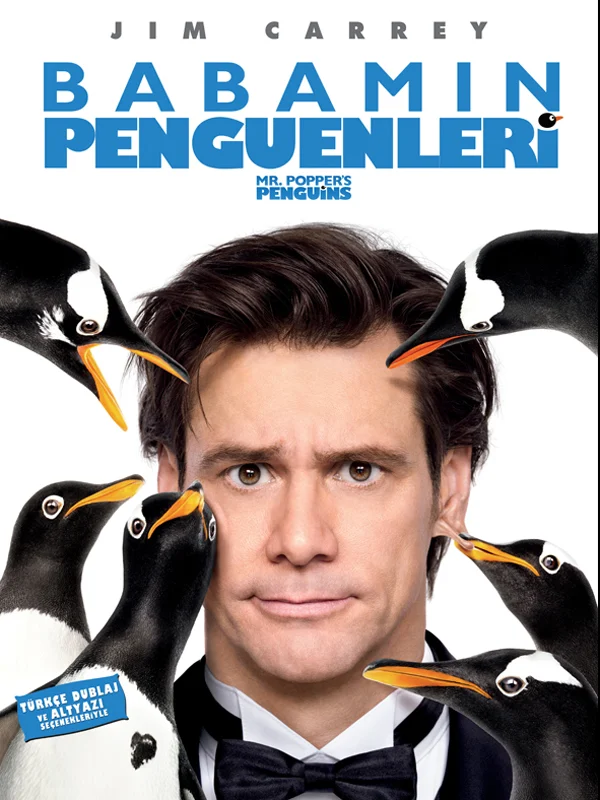 JIM CARREY
BABAMIN
PENGUENLERİ
MR. POPPER'S
PENGUINS
TÜRKÇE DUBLAJ
VE ALTYAZI
SEÇENEKLERİYLE